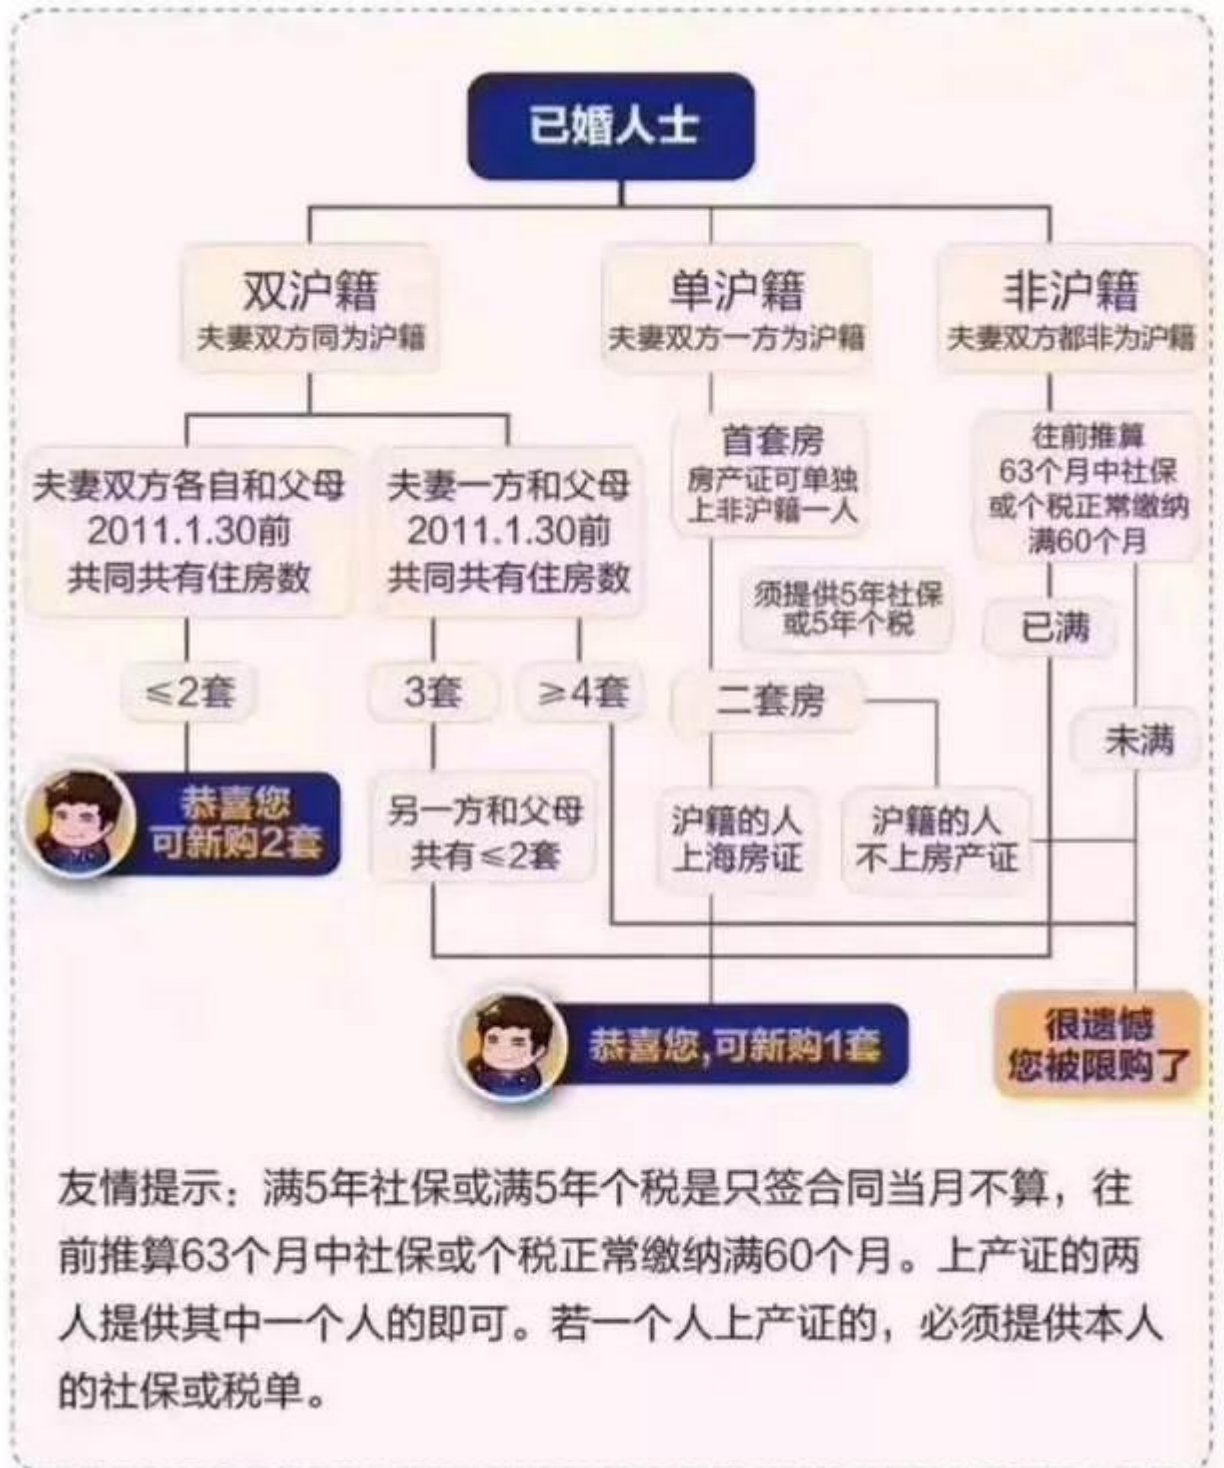 已婚人士
双沪籍
夫妻双方同为沪籍
单沪籍
夫妻双方一方为沪籍
非沪籍
夫妻双方都非为沪籍
夫妻双方各自和父母
2011.1.30前
共同共有住房数
夫妻一方和父母
2011.1.30前
共同共有住房数
首套房
房产证可单独
上非沪籍一人
往前推算
63个月中社保
或个税正常缴纳
满60个月
须提供5年社保
或5年个税
已满
≤2套
3套
≥4套
二套房
未满
恭喜您
可新购2套
另一方和父母
共有≤2套
沪籍的人
上海房证
沪籍的人
不上房产证
恭喜您,可新购1套
很遗憾
您被限购了
友情提示：满5年社保或满5年个税是只签合同当月不算，往
前推算63个月中社保或个税正常缴纳满60个月。上产证的两
人提供其中一个人的即可。若一个人上产证的，必须提供本人
的社保或税单。